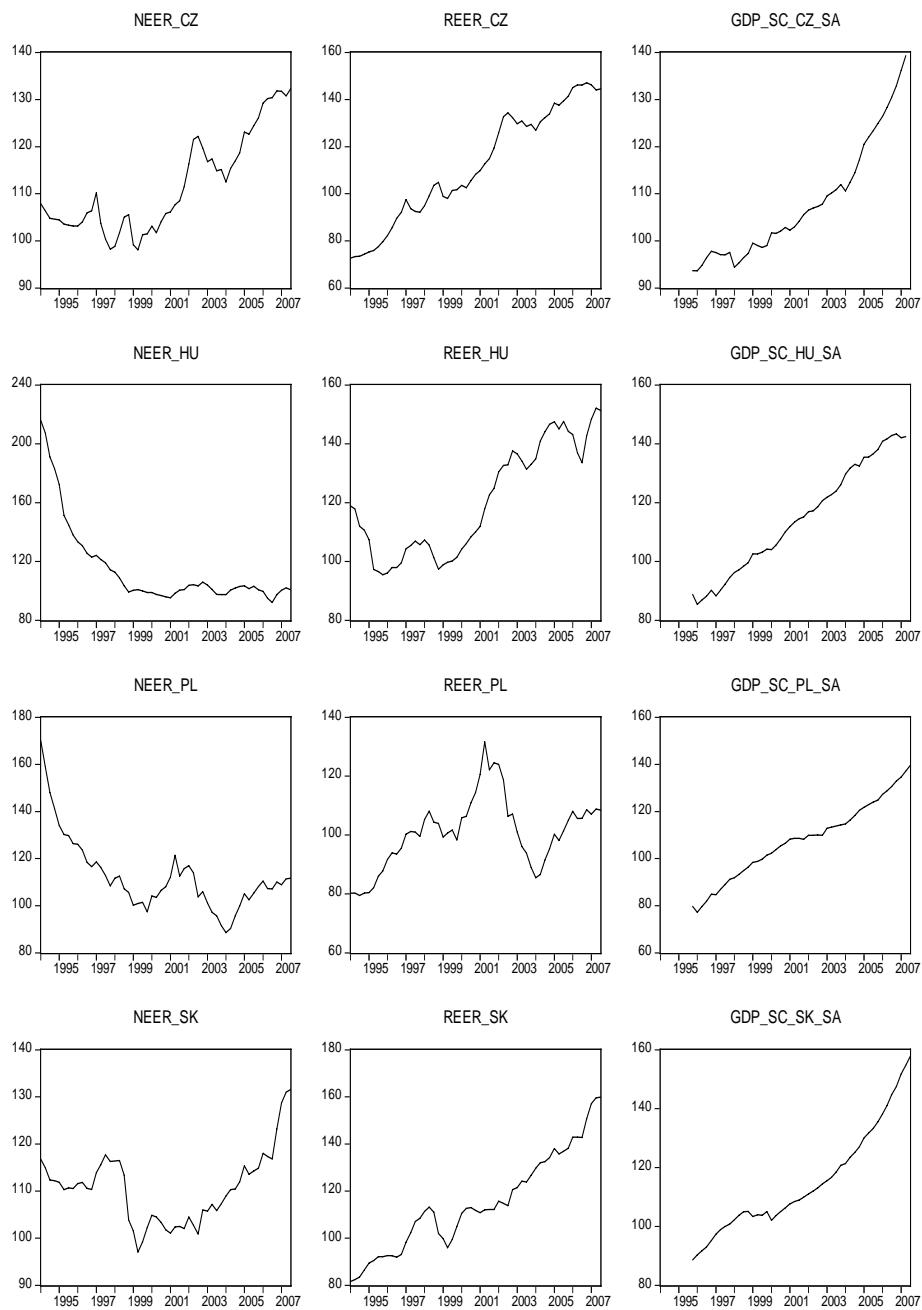 NEER_CZ REER_CZ GDP_SC_CZ_SA
140 160 140
130 140 130
120 120 120
110 100 110
100 80 100
90 60 90
1995 1997 1999 2001 2003 2005 2007 1995 1997 1999 2001 2003 2005 2007 1995 1997 1999 2001 2003 2005 2007
NEER_HU REER_HU GDP_SC_HU_SA
240 160 160
200 140 140
160 120 120
120 100 100
80 80 80
1995 1997 1999 2001 2003 2005 2007 1995 1997 1999 2001 2003 2005 2007 1995 1997 1999 2001 2003 2005 2007
NEER_PL REER_PL GDP_SC_PL_SA
180 140 160
160 120 140
140 100 120
120 80 100
100 60 80
80 60
1995 1997 1999 2001 2003 2005 2007 1995 1997 1999 2001 2003 2005 2007 1995 1997 1999 2001 2003 2005 2007
NEER_SK REER_SK GDP_SC_SK_SA
140 180 160
130 160 140
120 140 120
110 120 100
100 100 80
90 80
1995 1997 1999 2001 2003 2005 2007 1995 1997 1999 2001 2003 2005 2007 1995 1997 1999 2001 2003 2005 2007